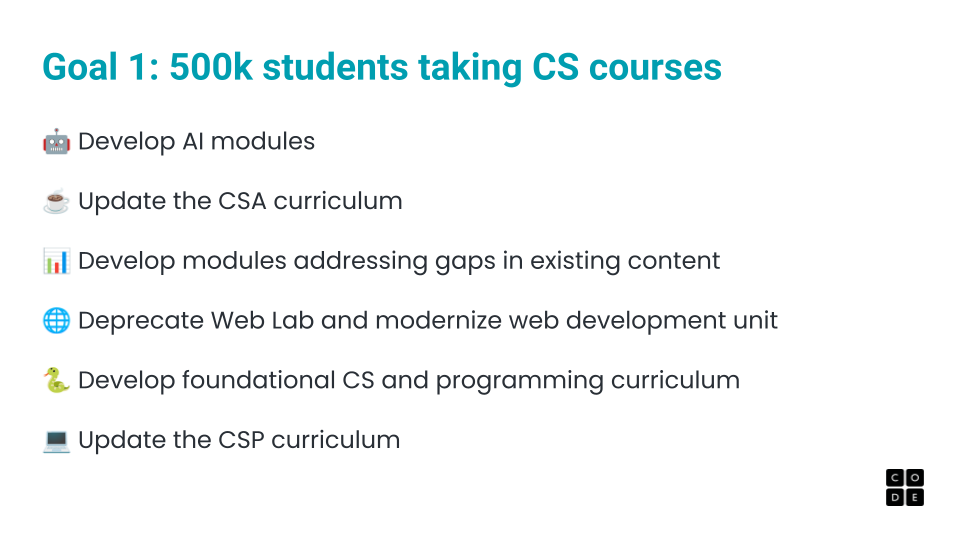 Goal 1: 500k students taking CS courses
🤖 Develop AI modules
☕ Update the CSA curriculum
📊 Develop modules addressing gaps in existing content
🌐 Deprecate Web Lab and modernize web development unit
🐍 Develop foundational CS and programming curriculum
💻 Update the CSP curriculum
C O
D E